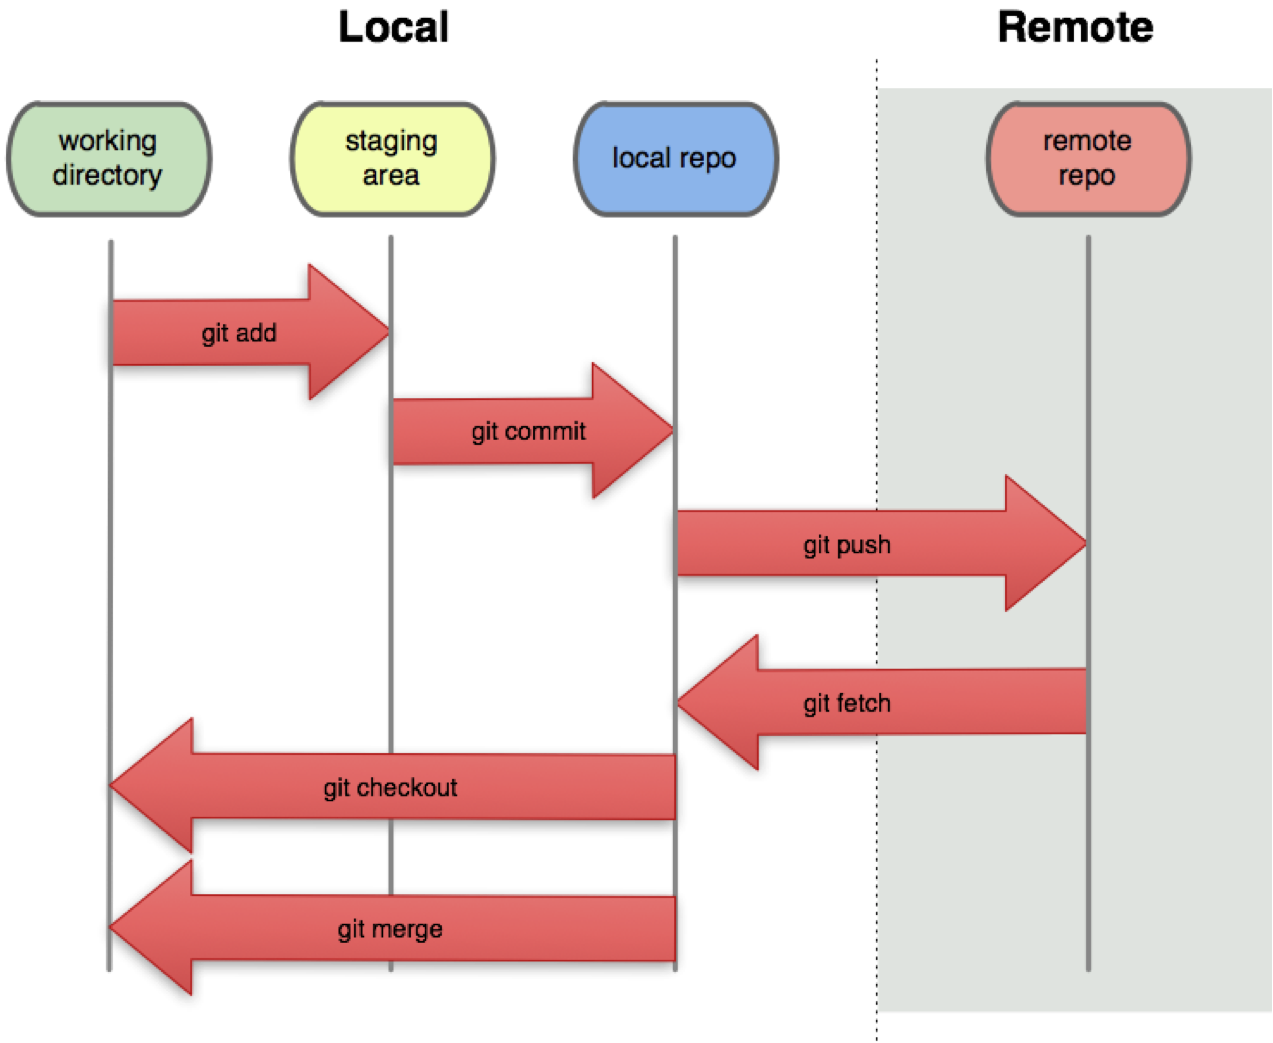 Local
Remote
working
directory
staging
area
local repo
remote
repo
git add
git commit
git push
git fetch
git checkout
git merge